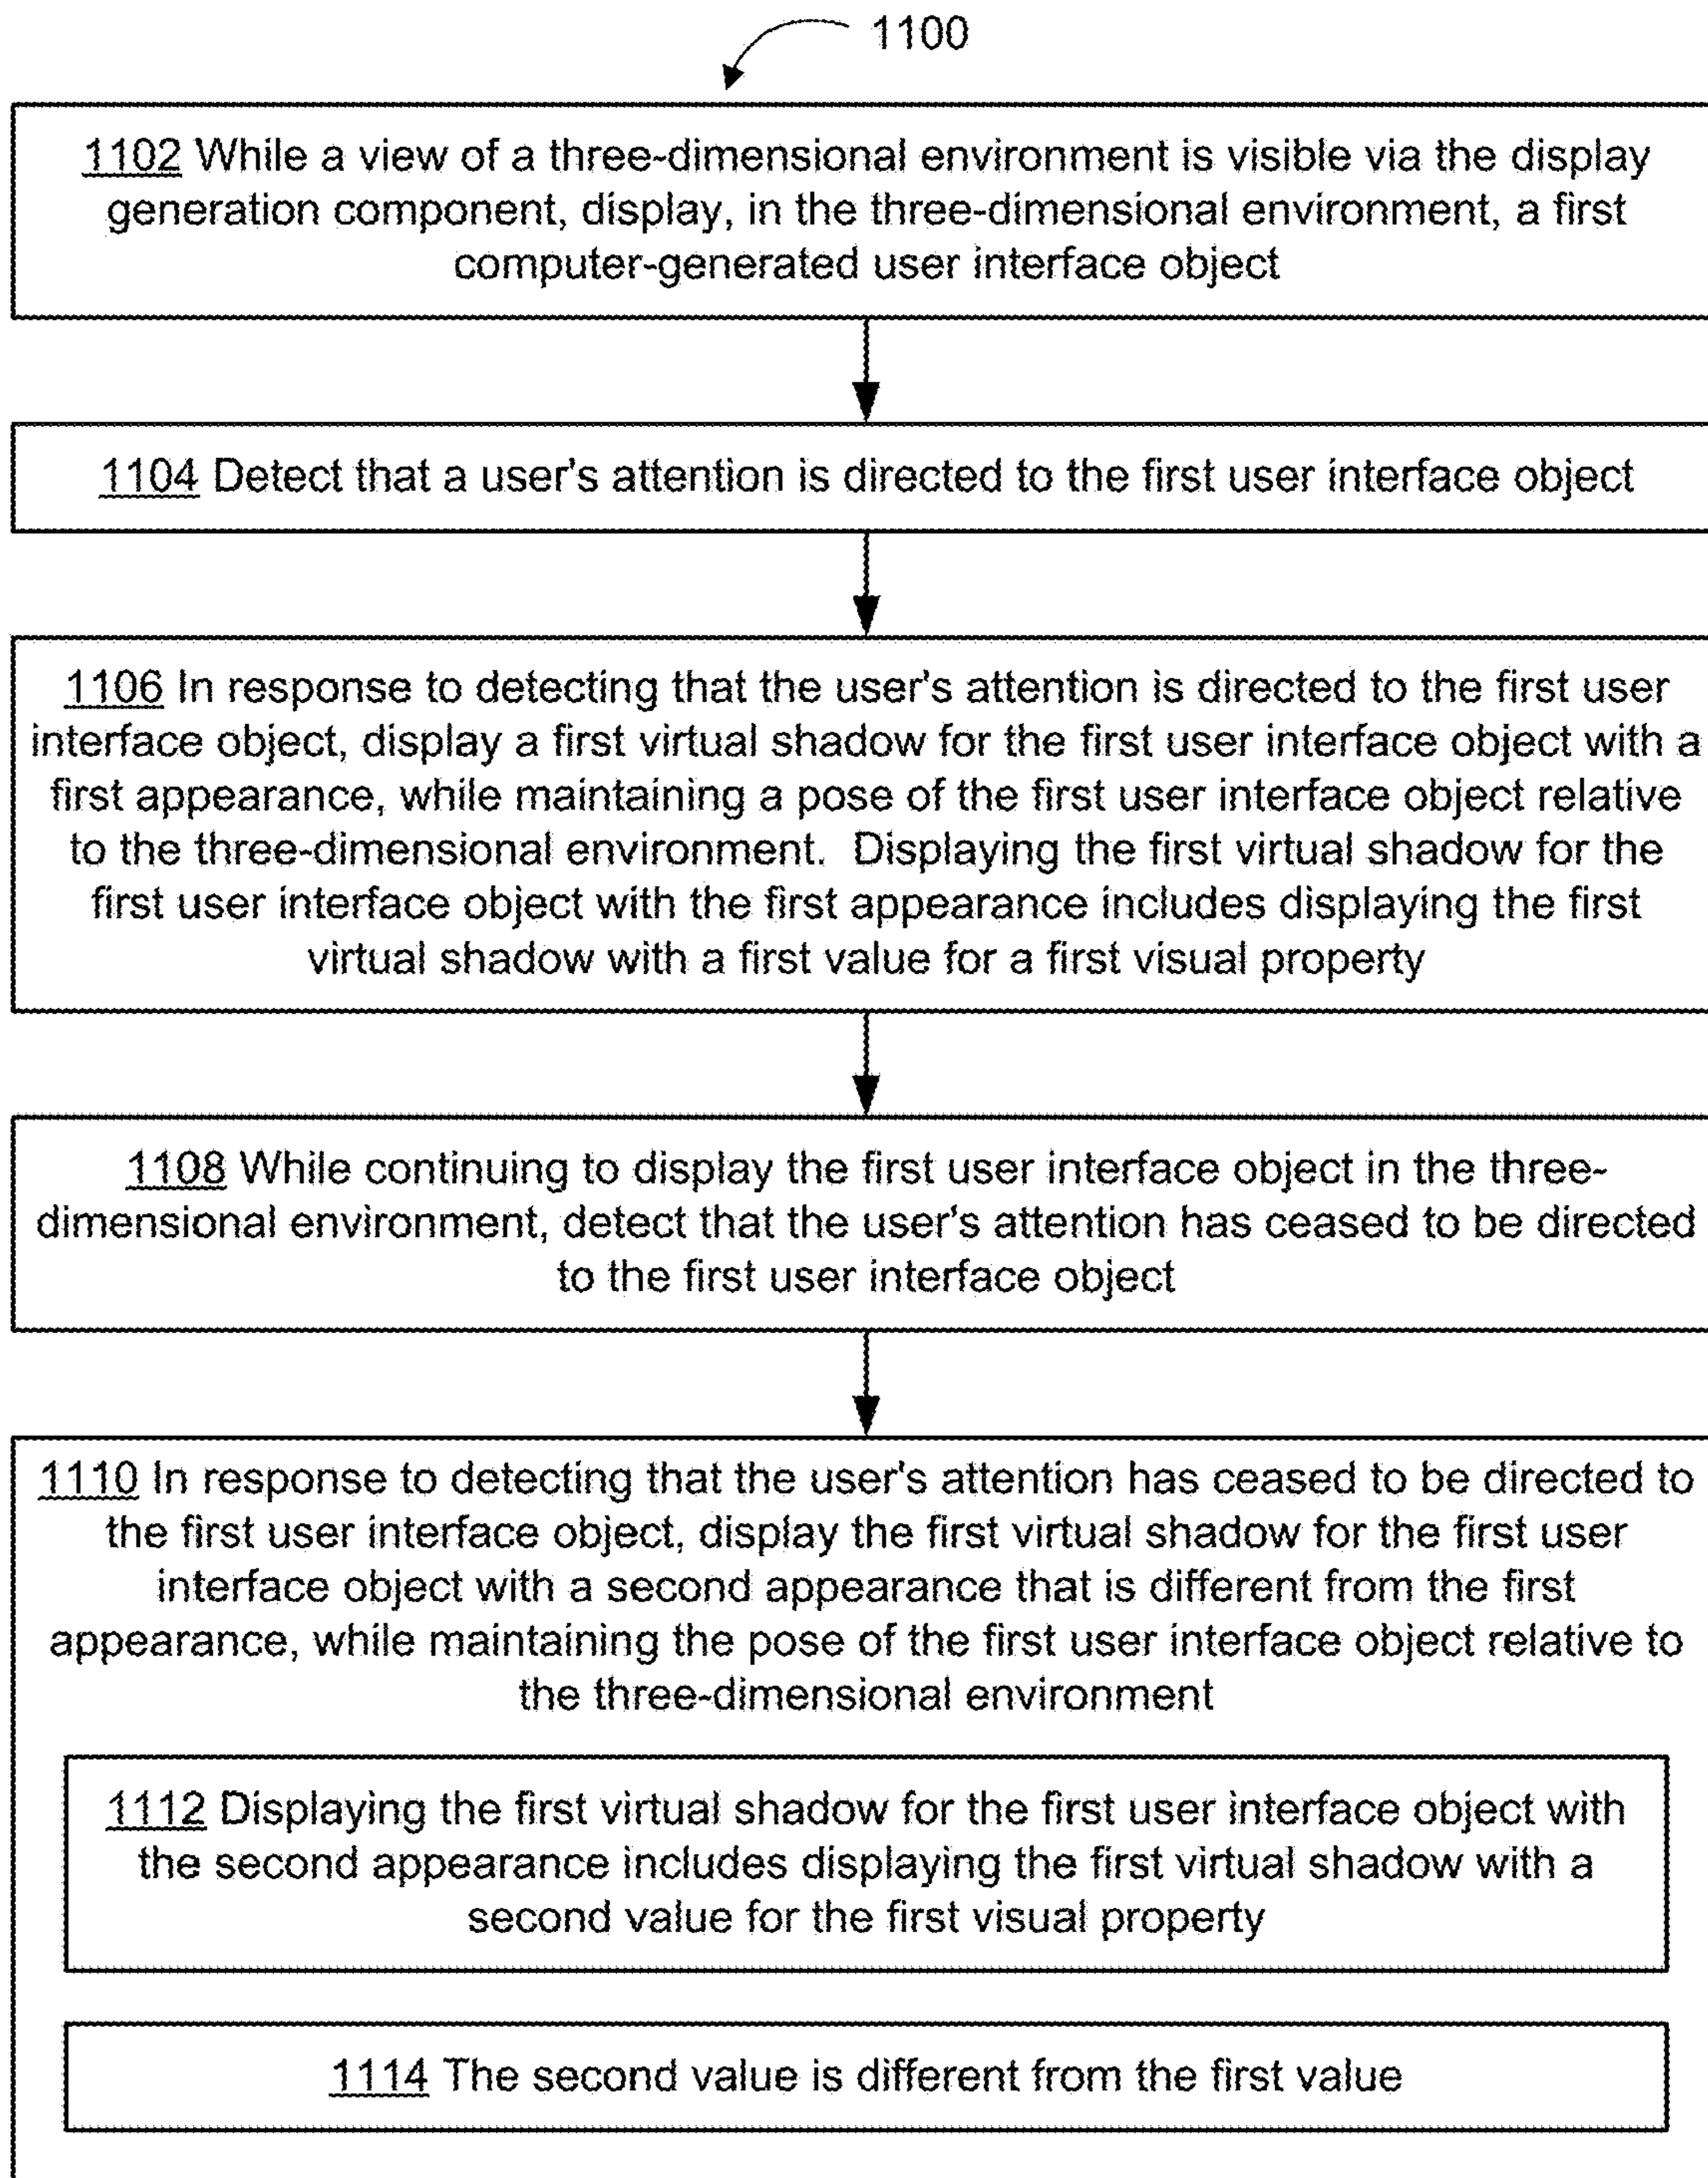 1100
1102 While a view of a three-dimensional environment is visible via the display
generation component, display, in the three-dimensional environment, a first
computer-generated user interface object
1104 Detect that a user's attention is directed to the first user interface object
1106 In response to detecting that the user's attention is directed to the first user
interface object, display a first virtual shadow for the first user interface object with a
first appearance, while maintaining a pose of the first user interface object relative
to the three-dimensional environment.  Displaying the first virtual shadow for the
first user interface object with the first appearance includes displaying the first
virtual shadow with a first value for a first visual property
1108 While continuing to display the first user interface object in the three-
dimensional environment, detect that the user's attention has ceased to be directed
to the first user interface object
1110 In response to detecting that the user's attention has ceased to be directed to
the first user interface object, display the first virtual shadow for the first user
interface object with a second appearance that is different from the first
appearance, while maintaining the pose of the first user interface object relative to
the three-dimensional environment
1112 Displaying the first virtual shadow for the first user interface object with
the second appearance includes displaying the first virtual shadow with a
second value for the first visual property
1114 The second value is different from the first value